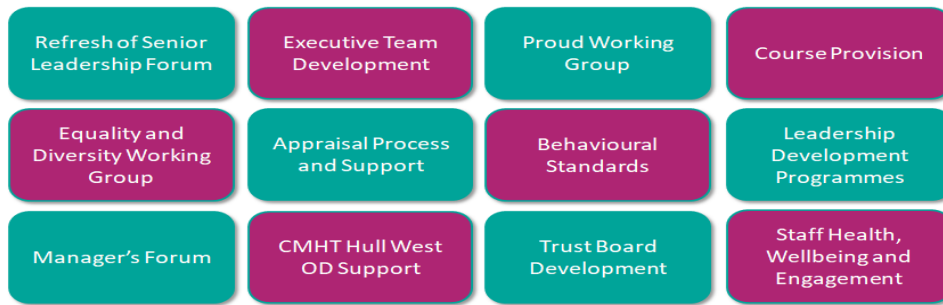 Refresh of Senior
Leadership Forum
Executive Team
Development
Proud Working
Group
Course Provision
Equality and
Diversity Working
Group
Appraisal Process
and Support
Behavioural
Standards
Leadership
Development
Programmes
Manager’s Forum
CMHT Hull West
OD Support
Trust Board
Development
Staff Health,
Wellbeing and
Engagement